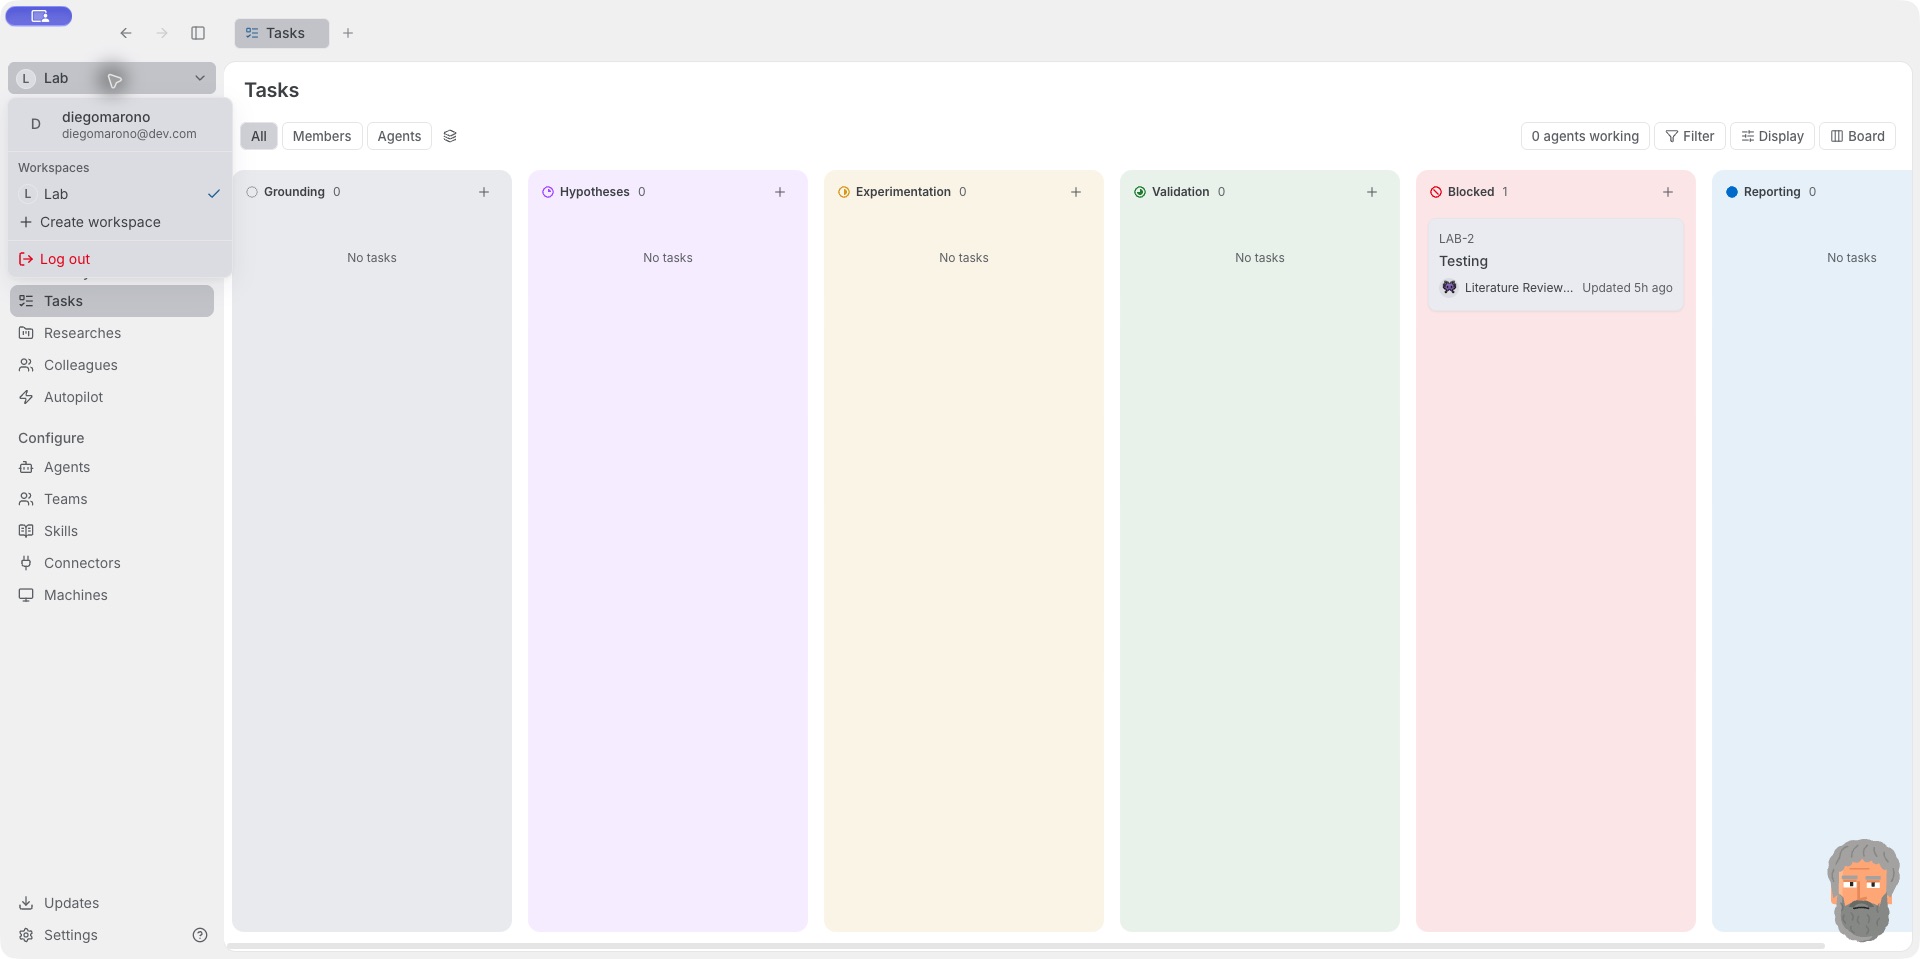 Tasks
L Lab
Tasks
D diegomarono
diegomarono@dev.com
All Members Agents
0 agents working Filter Display Board
Workspaces
L Lab
Create workspace
Log out
Tasks
Researches
Colleagues
Autopilot
Configure
Agents
Teams
Skills
Connectors
Machines
Updates
Settings
Grounding 0
No tasks
Hypotheses 0
No tasks
Experimentation 0
No tasks
Validation 0
No tasks
Blocked 1
LAB-2
Testing
Literature Review... Updated 5h ago
Reporting 0
No tasks